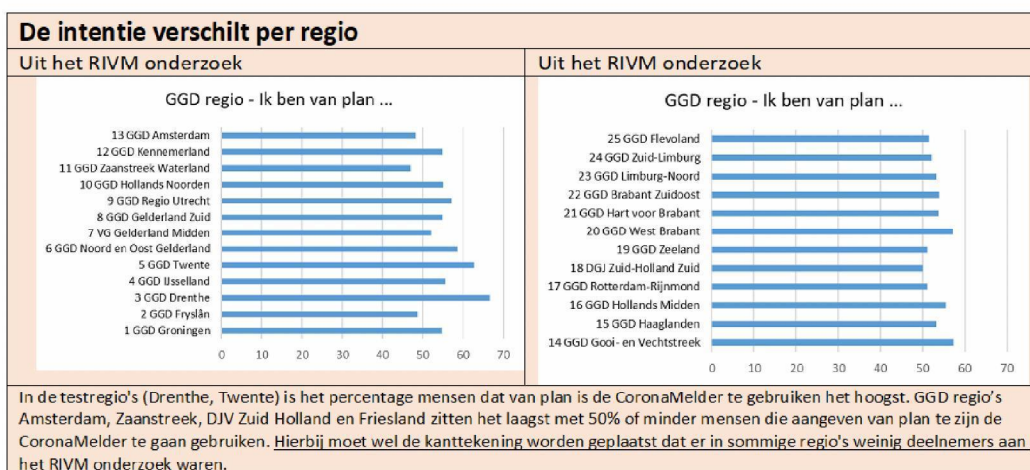 De intentie verschilt per regio
Uit het RIVM onderzoek
GGD regio - Ik ben van plan ...
13 GGD Amsterdam
12 GGD Kennemerland
11 GGD Zaanstreek Waterland
10 GGD Hollands Noorden
9 GGD Regio Utrecht
8 GGD Gelderland Zuid
7 VG Gelderland Midden
6 GGD Noord en Oost Gelderland
5 GGD Twente
4 GGD IJsselland
3 GGD Drenthe
2 GGD Fryslân
1 GGD Groningen
0 10 20 30 40 50 60 70
Uit het RIVM onderzoek
GGD regio - Ik ben van plan ...
25 GGD Flevoland
24 GGD Zuid-Limburg
23 GGD Limburg-Noord
22 GGD Brabant Zuidoost
21 GGD Hart voor Brabant
20 GGD West Brabant
19 GGD Zeeland
18 DGJ Zuid-Holland Zuid
17 GGD Rotterdam-Rijnmond
16 GGD Hollands Midden
15 GGD Haaglanden
14 GGD Gooi- en Vechtstreek
0 10 20 30 40 50 60 70
In de testregio's (Drenthe, Twente) is het percentage mensen dat van plan is de CoronaMelder te gebruiken het hoogst. GGD regio's
Amsterdam, Zaanstreek, DJV Zuid Holland en Friesland zitten het laagst met 50% of minder mensen die aangeven van plan te zijn de
CoronaMelder te gaan gebruiken. Hierbij moet wel de kanttekening worden geplaatst dat er in sommige regio's weinig deelnemers aan
het RIVM onderzoek waren.